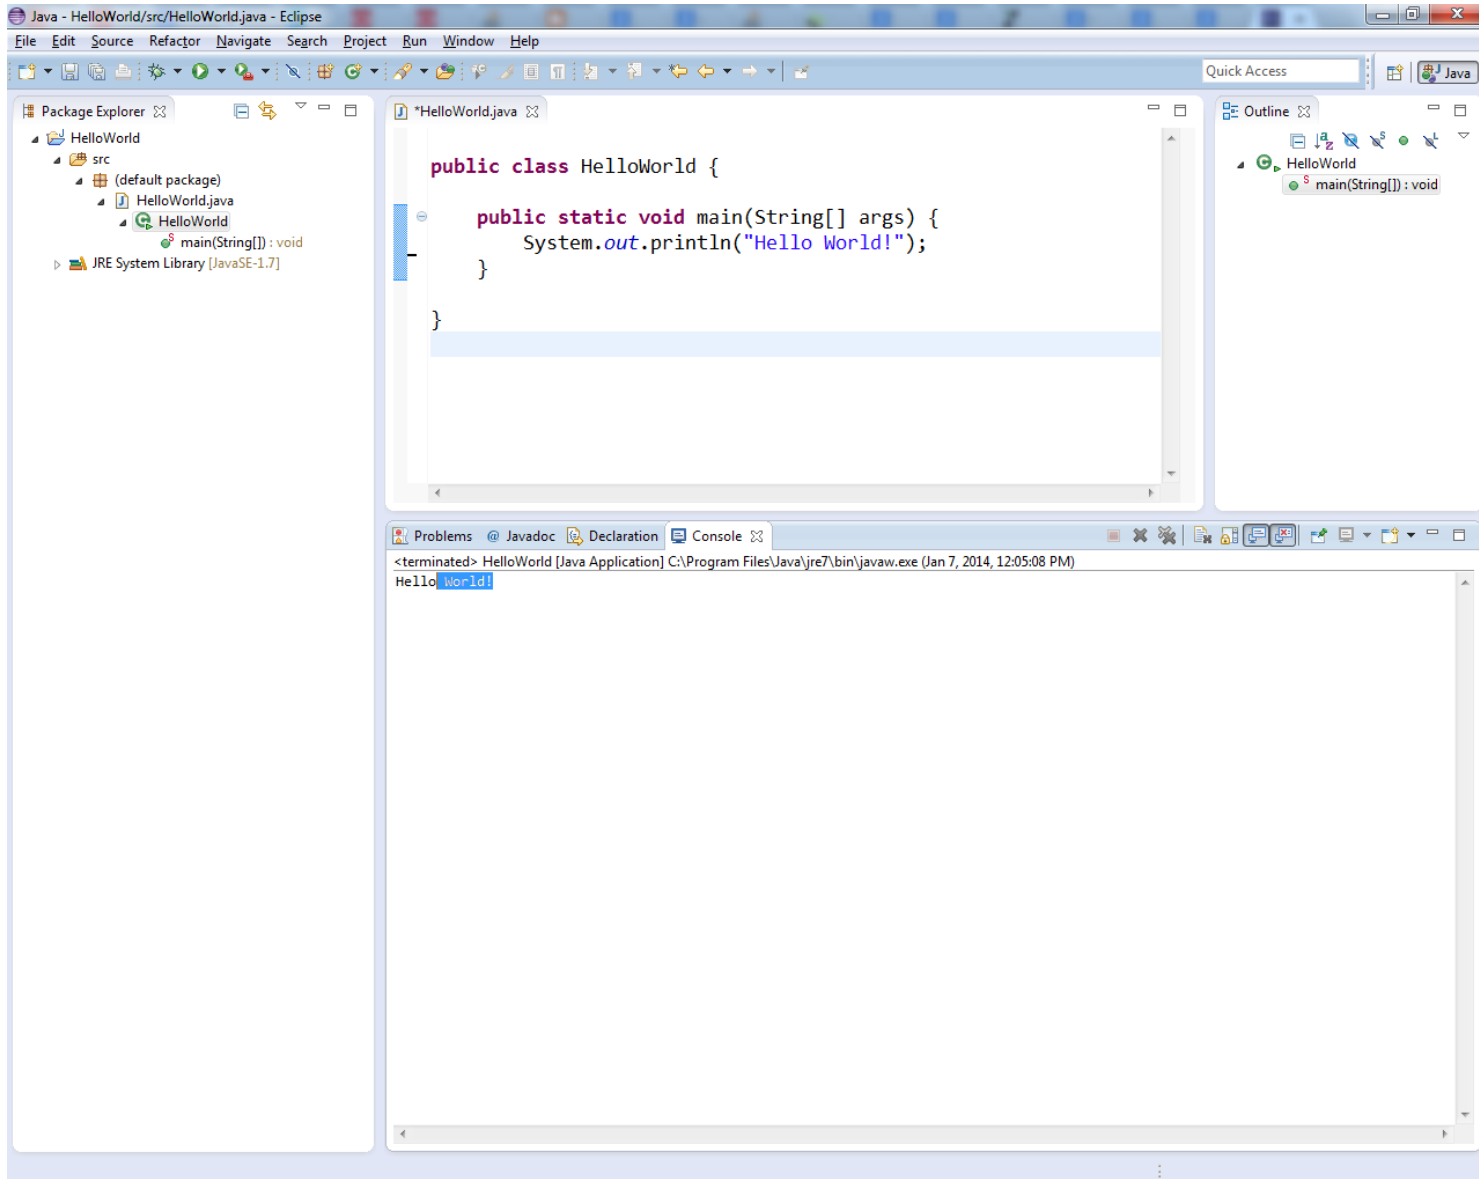 Java - HelloWorld/src/HelloWorld.java - Eclipse
File Edit Source Refactor Navigate Search Project Run Window Help
Quick Access
Java
Package Explorer
HelloWorld
src
(default package)
HelloWorld.java
HelloWorld
main(String[]) : void
JRE System Library [JavaSE-1.7]
*HelloWorld.java
public class HelloWorld {
public static void main(String[] args) {
System.out.println("Hello World!");
}
}
Outline
HelloWorld
main(String[]) : void
Problems @ Javadoc Declaration Console
<terminated> HelloWorld [Java Application] C:\Program Files\Java\jre7\bin\javaw.exe (Jan 7, 2014, 12:05:08 PM)
Hello World!